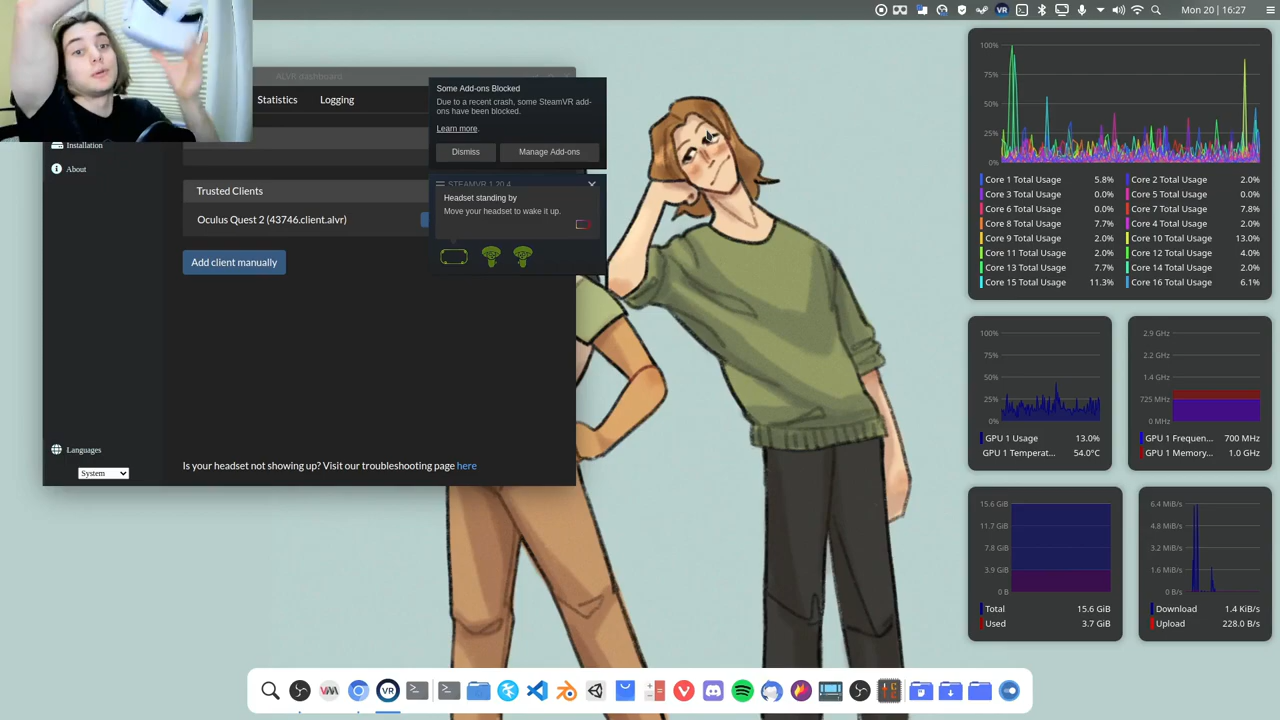 VR
Mon 20 | 16:27
ALVR dashboard
Statistics
Logging
Installation
About
Trusted Clients
Oculus Quest 2 (43746.client.alvr)
Add client manually
Languages
System
Is your headset not showing up? Visit our troubleshooting page here
Some Add-ons Blocked
Due to a recent crash, some SteamVR add-
ons have been blocked.
Learn more.
Dismiss
Manage Add-ons
STEAMVR 1.20.4
Headset standing by
Move your headset to wake it up.
100%
75%
50%
25%
0%
Core 1 Total Usage 5.8%
Core 2 Total Usage 2.0%
Core 3 Total Usage 0.0%
Core 5 Total Usage 0.0%
Core 6 Total Usage 0.0%
Core 7 Total Usage 7.8%
Core 8 Total Usage 7.7%
Core 4 Total Usage 2.0%
Core 9 Total Usage 2.0%
Core 10 Total Usage 13.0%
Core 11 Total Usage 2.0%
Core 12 Total Usage 4.0%
Core 13 Total Usage 7.7%
Core 14 Total Usage 2.0%
Core 15 Total Usage 11.3%
Core 16 Total Usage 6.1%
100%
75%
50%
25%
0%
GPU 1 Usage 13.0%
GPU 1 Temperat... 54.0°C
2.9 GHz
2.2 GHz
1.4 GHz
725 MHz
0 MHz
GPU 1 Frequen... 700 MHz
GPU 1 Memory... 1.0 GHz
15.6 GiB
11.7 GiB
7.8 GiB
3.9 GiB
0 B
Total 15.6 GiB
Used 3.7 GiB
6.4 MiB/s
4.8 MiB/s
3.2 MiB/s
1.6 MiB/s
0 B/s
Download 1.4 KiB/s
Upload 228.0 B/s
VR